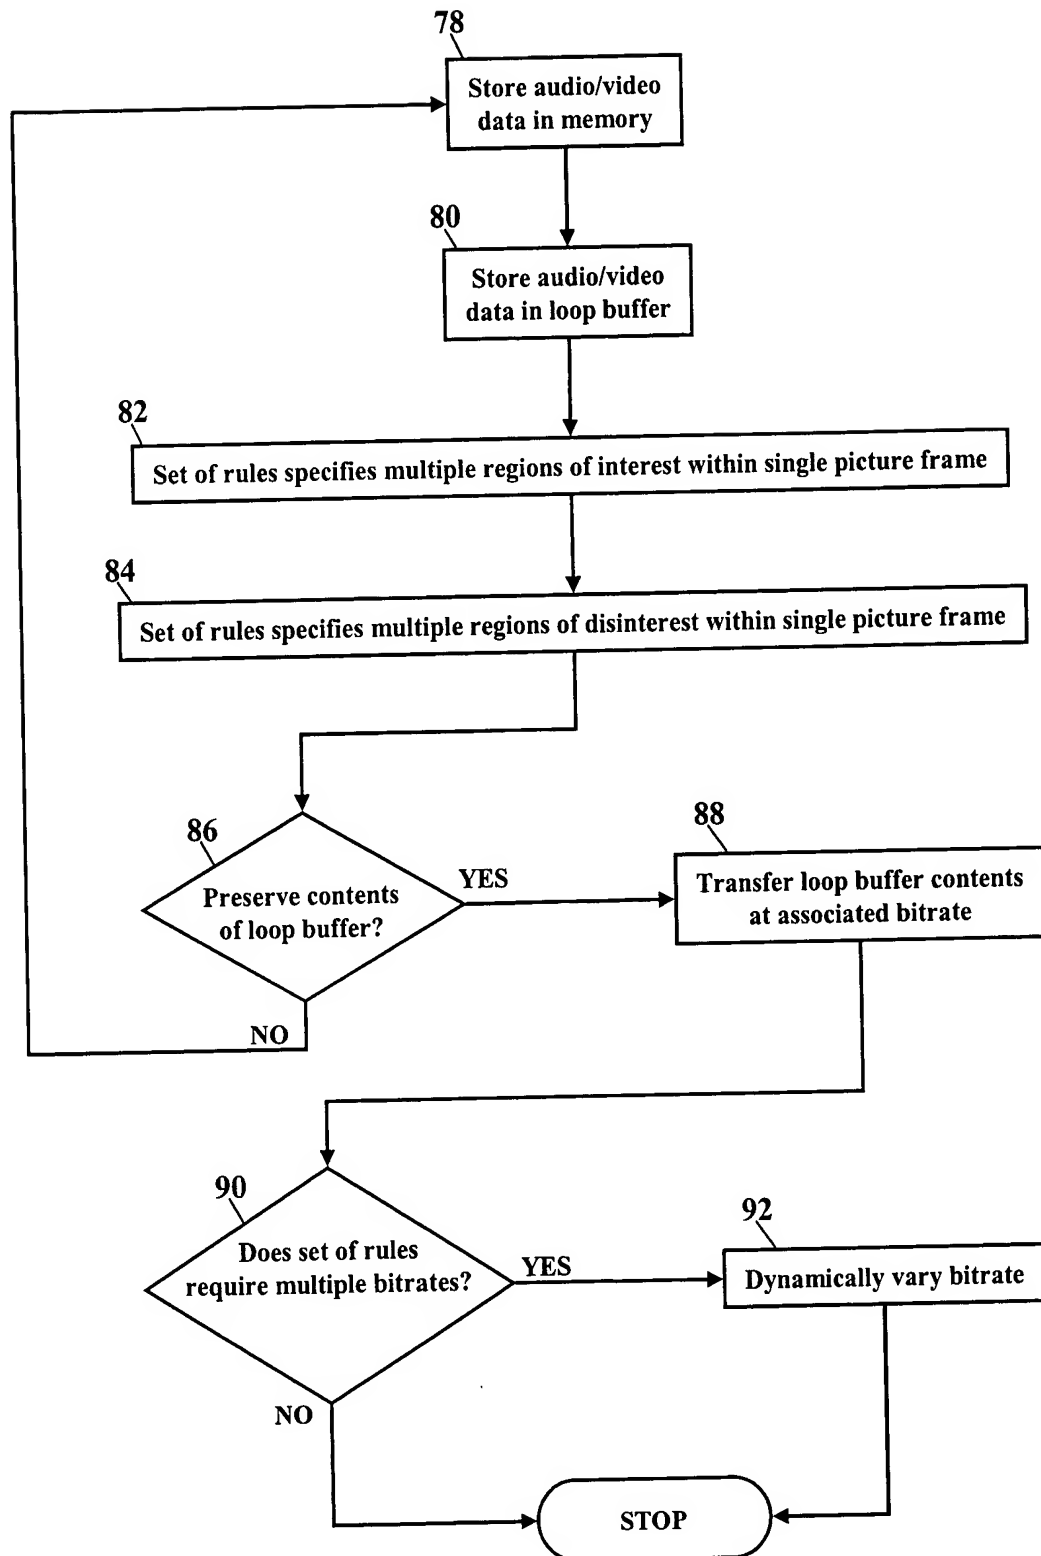 78
Store audio/video
data in memory
80
Store audio/video
data in loop buffer
82
Set of rules specifies multiple regions of interest within single picture frame
84
Set of rules specifies multiple regions of disinterest within single picture frame
86
Preserve contents
of loop buffer?
YES
88
Transfer loop buffer contents
at associated bitrate
NO
90
Does set of rules
require multiple bitrates?
YES
92
Dynamically vary bitrate
NO
STOP